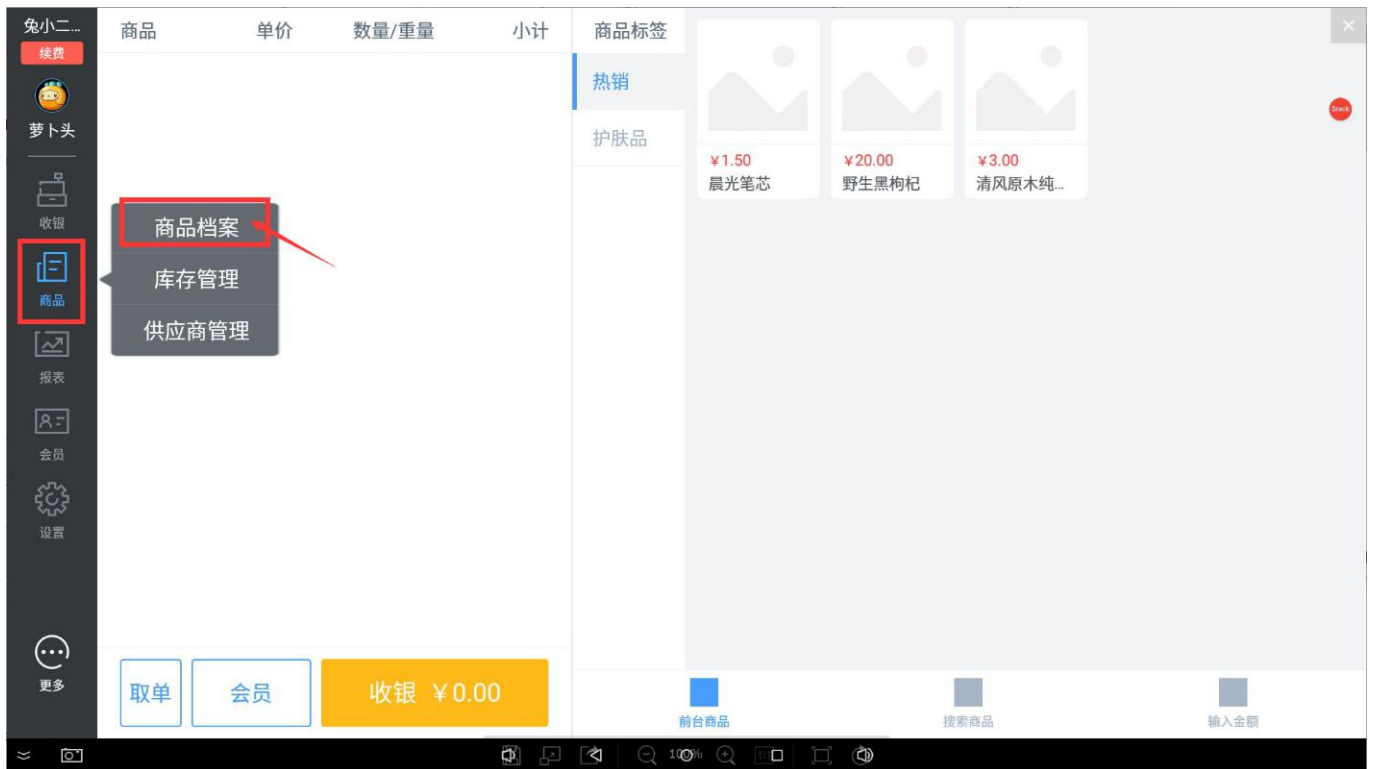 兔小二...
续费
萝卜头
收银
商品
报表
会员
设置
更多
商品 单价 数量/重量 小计
商品档案
库存管理
供应商管理
取单 会员 收银 ¥0.00
商品标签
热销
护肤品
¥1.50
晨光笔芯
¥20.00
野生黑枸杞
¥3.00
清风原木纯...
Stack
前台商品 搜索商品 输入金额
100%
1:1